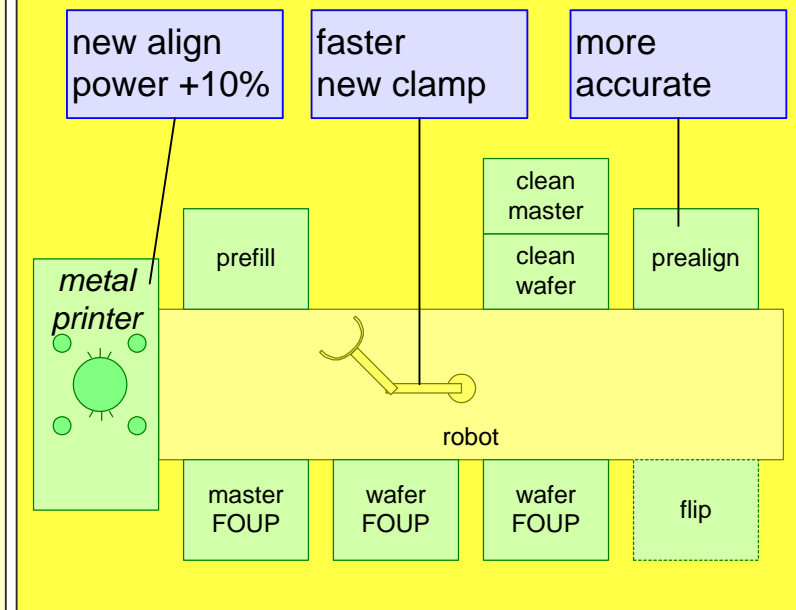 new align
power +10%
faster
new clamp
more
accurate
clean
master
prefill
clean
wafer
prealign
metal
printer
robot
master
FOUP
wafer
FOUP
wafer
FOUP
flip